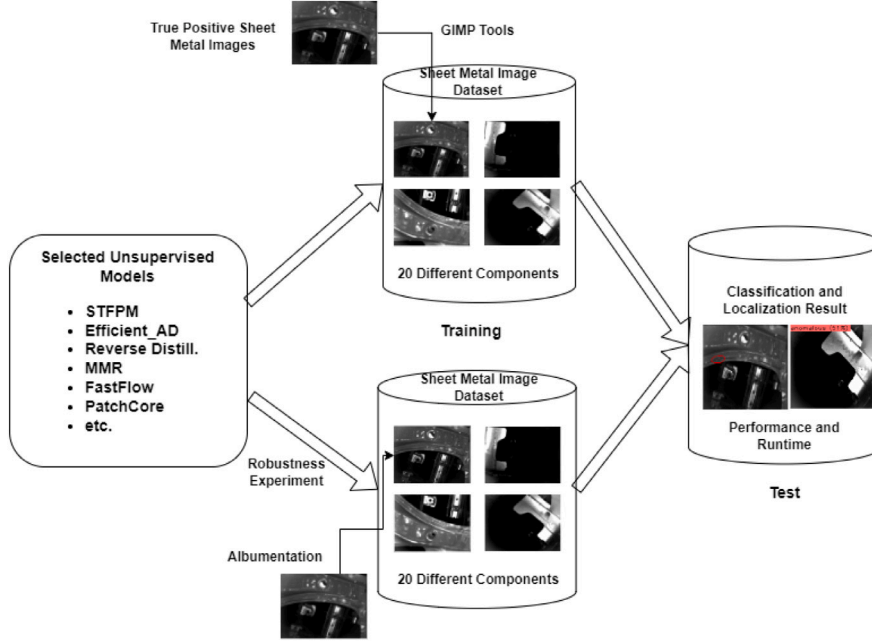 True Positive Sheet
Metal Images
GIMP Tools
Sheet Metal Image
Dataset
20 Different Components
Training
Selected Unsupervised
Models
• STFPM
• Efficient_AD
• Reverse Distill.
• MMR
• FastFlow
• PatchCore
• etc.
Robustness
Experiment
Albumentation
Sheet Metal Image
Dataset
20 Different Components
Classification and
Localization Result
Performance and
Runtime
Test